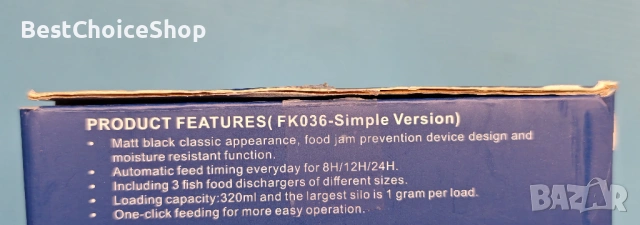 BestChoiceShop
PRODUCT FEATURES( FK036-Simple Version)
• Matt black classic appearance, food jam prevention device design and
moisture resistant function.
• Automatic feed timing everyday for 8H/12H/24H.
• Including 3 fish food dischargers of different sizes.
• Loading capacity:320ml and the largest silo is 1 gram per load.
• One-click feeding for more easy operation.
BAZAR